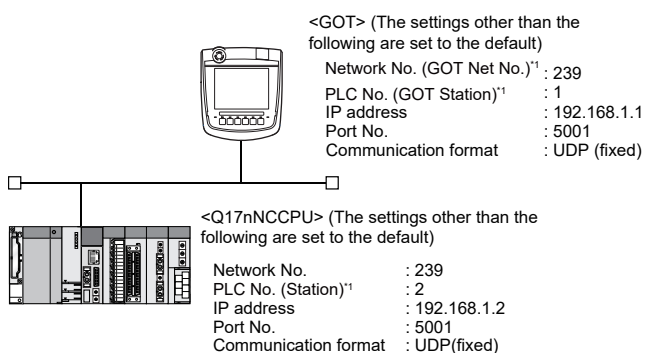 <GOT> (The settings other than the
following are set to the default)
Network No. (GOT Net No.)*1 : 239
PLC No. (GOT Station)*1 : 1
IP address : 192.168.1.1
Port No. : 5001
Communication format : UDP (fixed)
<Q17nNCCPU> (The settings other than the
following are set to the default)
Network No. : 239
PLC No. (Station)*1 : 2
IP address : 192.168.1.2
Port No. : 5001
Communication format : UDP(fixed)